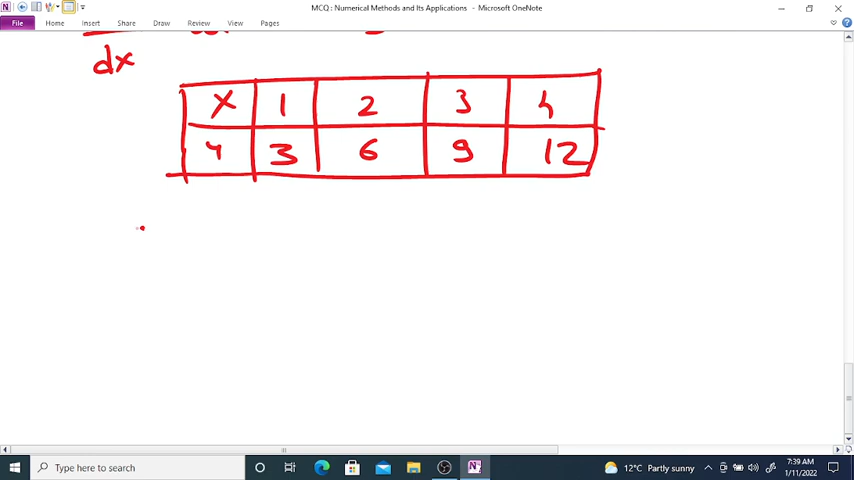 MCQ : Numerical Methods and Its Applications - Microsoft OneNote
File Home Insert Share Draw Review View Pages
dx
X 1 2 3 4
y 3 6 9 12
Type here to search
12°C Partly sunny
7:39 AM
1/11/2022